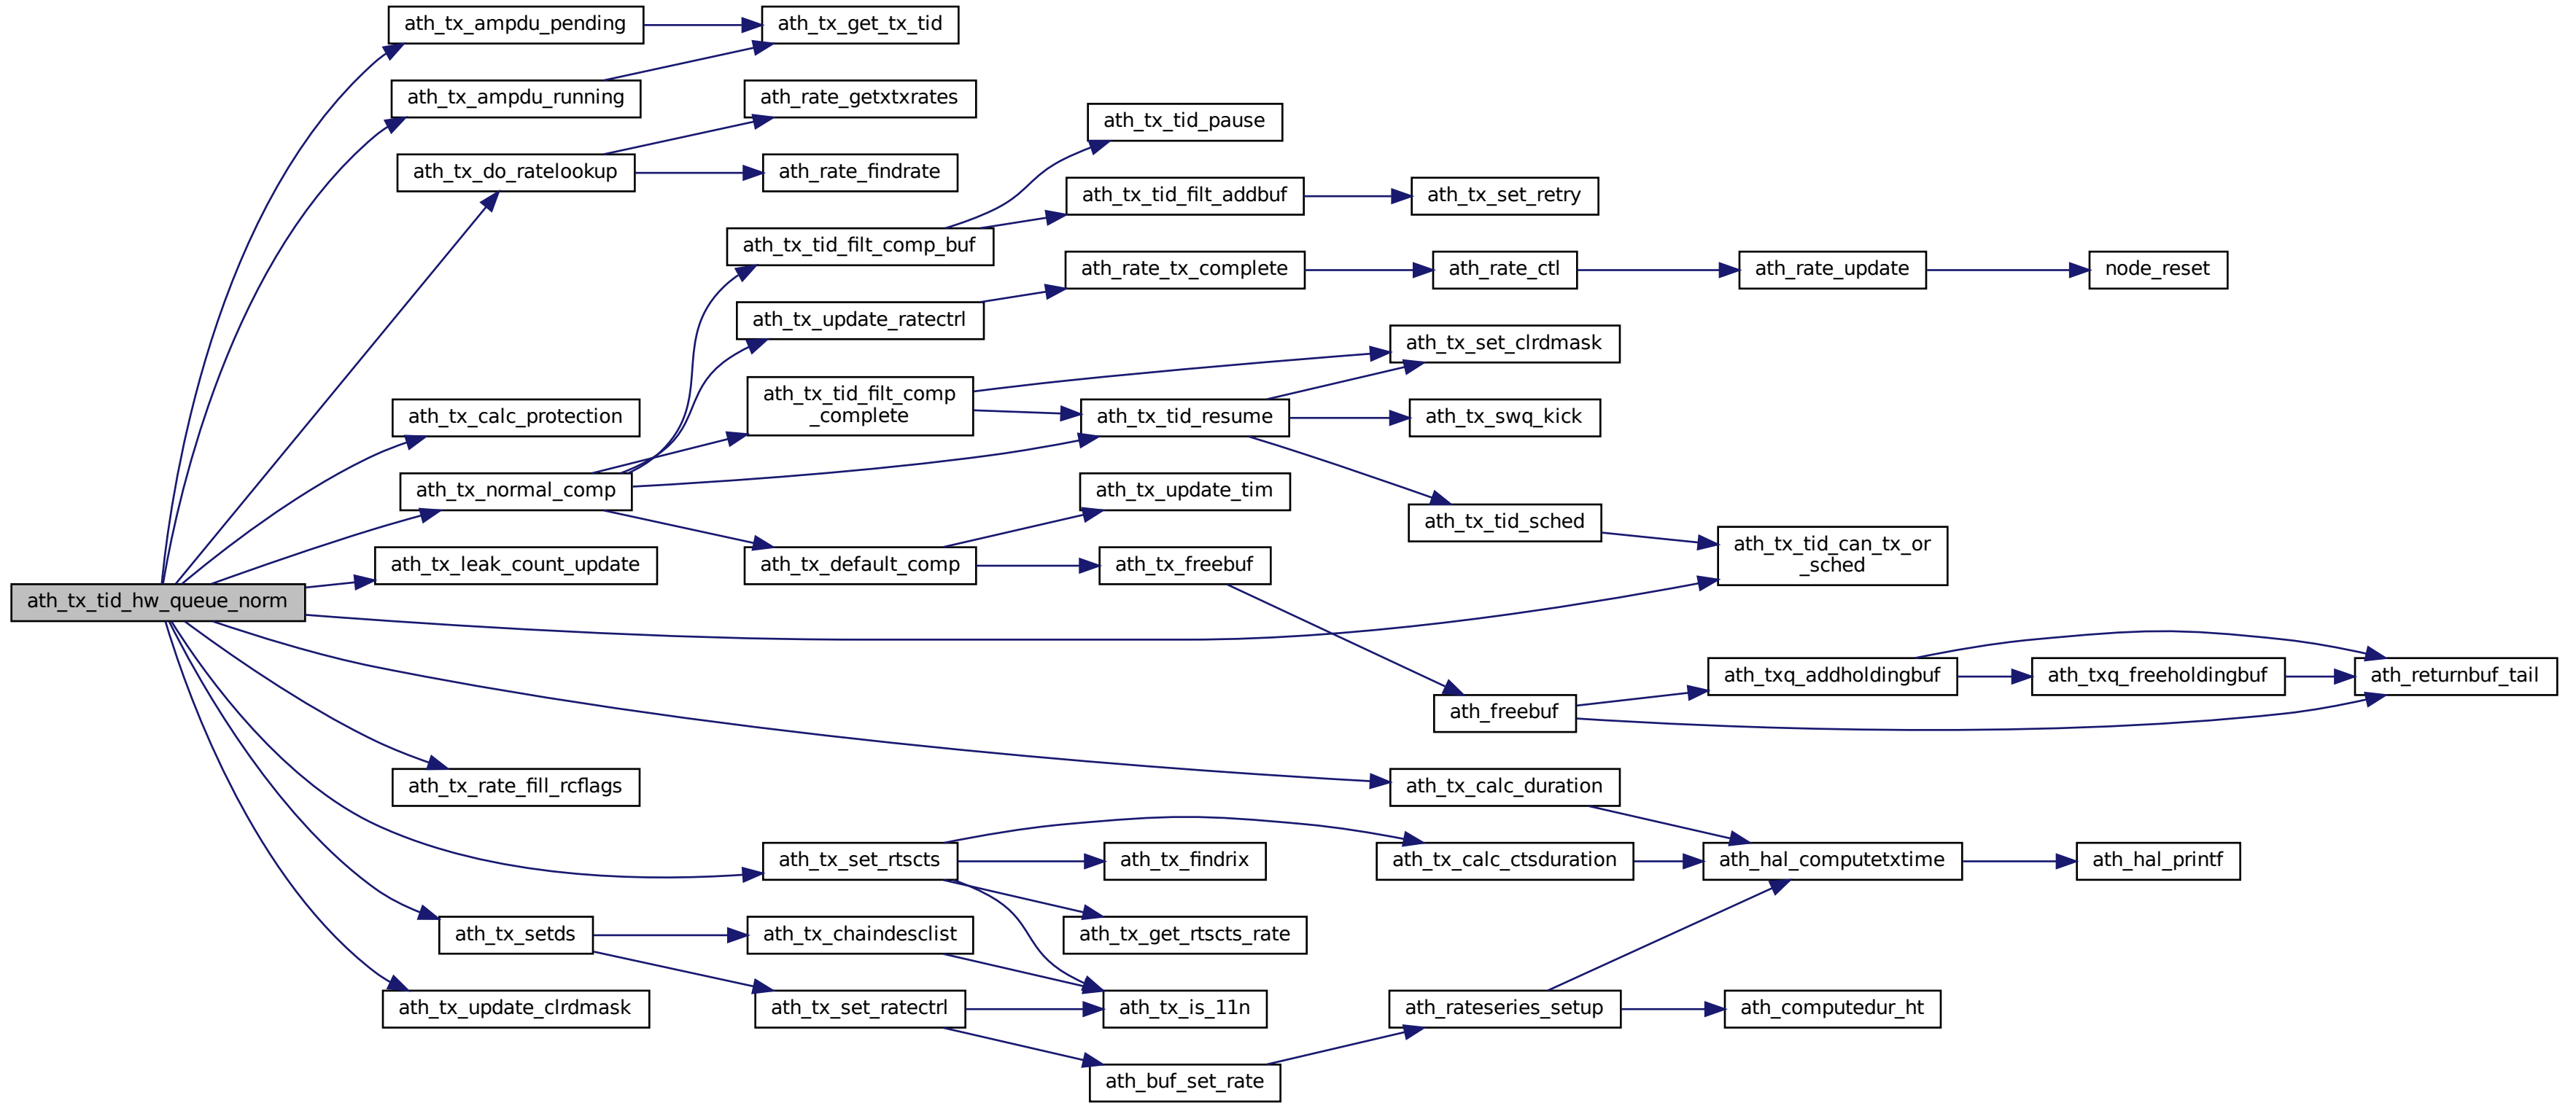 ath_tx_ampdu_pending
ath_tx_get_tx_tid
ath_tx_ampdu_running
ath_rate_getxtxrates
ath_tx_tid_pause
ath_tx_do_ratelookup
ath_rate_findrate
ath_tx_tid_filt_addbuf
ath_tx_set_retry
ath_tx_tid_filt_comp_buf
ath_rate_tx_complete
ath_rate_ctl
ath_rate_update
node_reset
ath_tx_update_ratectrl
ath_tx_set_clrdmask
ath_tx_tid_filt_comp
_complete
ath_tx_calc_protection
ath_tx_tid_resume
ath_tx_swq_kick
ath_tx_normal_comp
ath_tx_update_tim
ath_tx_tid_sched
ath_tx_tid_can_tx_or
_sched
ath_tx_leak_count_update
ath_tx_default_comp
ath_tx_freebuf
ath_tx_tid_hw_queue_norm
ath_txq_addholdingbuf
ath_txq_freeholdingbuf
ath_returnbuf_tail
ath_freebuf
ath_tx_rate_fill_rcflags
ath_tx_calc_duration
ath_tx_set_rtscts
ath_tx_findrix
ath_tx_calc_ctsduration
ath_hal_computetxtime
ath_hal_printf
ath_tx_setds
ath_tx_chaindesclist
ath_tx_get_rtscts_rate
ath_tx_update_clrdmask
ath_tx_set_ratectrl
ath_tx_is_11n
ath_rateseries_setup
ath_computedur_ht
ath_buf_set_rate